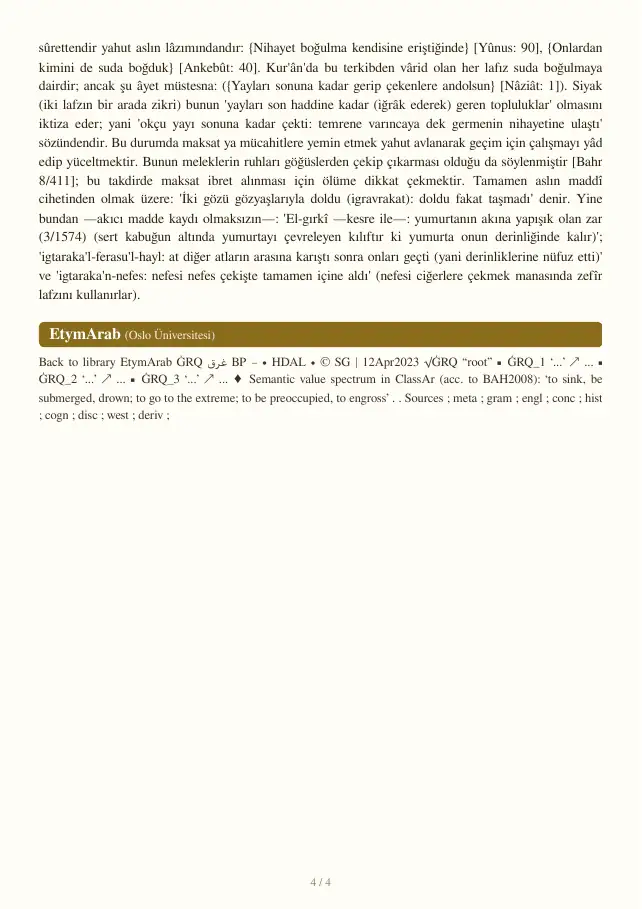 sûrettendir yahut aslın lâzımındandır: {Nihayet boğulma kendisine eriştiğinde} [Yûnus: 90], {Onlardan
kimini de suda boğduk} [Ankebût: 40]. Kur'ân'da bu terkibden vârid olan her lafız suda boğulmaya
dairdir; ancak şu âyet müstesna: ({Yayları sonuna kadar gerip çekenlere andolsun} [Nâziât: 1]). Siyak
(iki lafzın bir arada zikri) bunun 'yayları son haddine kadar (iğrâk ederek) geren topluluklar' olmasını
iktiza eder; yani 'okçu yayı sonuna kadar çekti: temrene varıncaya dek germenin nihayetine ulaştı'
sözündendir. Bu durumda maksat ya mücahitlere yemin etmek yahut avlanarak geçim için çalışmayı yâd
edip yüceltmektir. Bunun meleklerin ruhları göğüslerden çekip çıkarması olduğu da söylenmiştir [Bahr
8/411]; bu takdirde maksat ibret alınması için ölüme dikkat çekmektir. Tamamen aslın maddî
cihetinden olmak üzere: 'İki gözü gözyaşlarıyla doldu (igravrakat): doldu fakat taşmadı' denir. Yine
bundan —akıcı madde kaydı olmaksızın—: 'El-gırkî —kesre ile—: yumurtanın akına yapışık olan zar
(3/1574) (sert kabuğun altında yumurtayı çevreleyen kılıftır ki yumurta onun derinliğinde kalır)';
'igtaraka'l-ferasu'l-hayl: at diğer atların arasına karıştı sonra onları geçti (yani derinliklerine nüfuz etti)'
ve 'igtaraka'n-nefes: nefesi nefes çekişte tamamen içine aldı' (nefesi ciğerlere çekmek manasında zefîr
lafzını kullanırlar).
EtymArab (Oslo Üniversitesi)
Back to library EtymArab ĠRQ غرق BP – • HDAL • © SG | 12Apr2023 √ĠRQ “root” ▪ ĠRQ_1 ‘...’ ↗ ... ▪
ĠRQ_2 ‘...’ ↗ ... ▪ ĠRQ_3 ‘...’ ↗ ... ♦ Semantic value spectrum in ClassAr (acc. to BAH2008): ‘to sink, be
submerged, drown; to go to the extreme; to be preoccupied, to engross’ . . Sources ; meta ; gram ; engl ; conc ; hist
; cogn ; disc ; west ; deriv ;
4 / 4